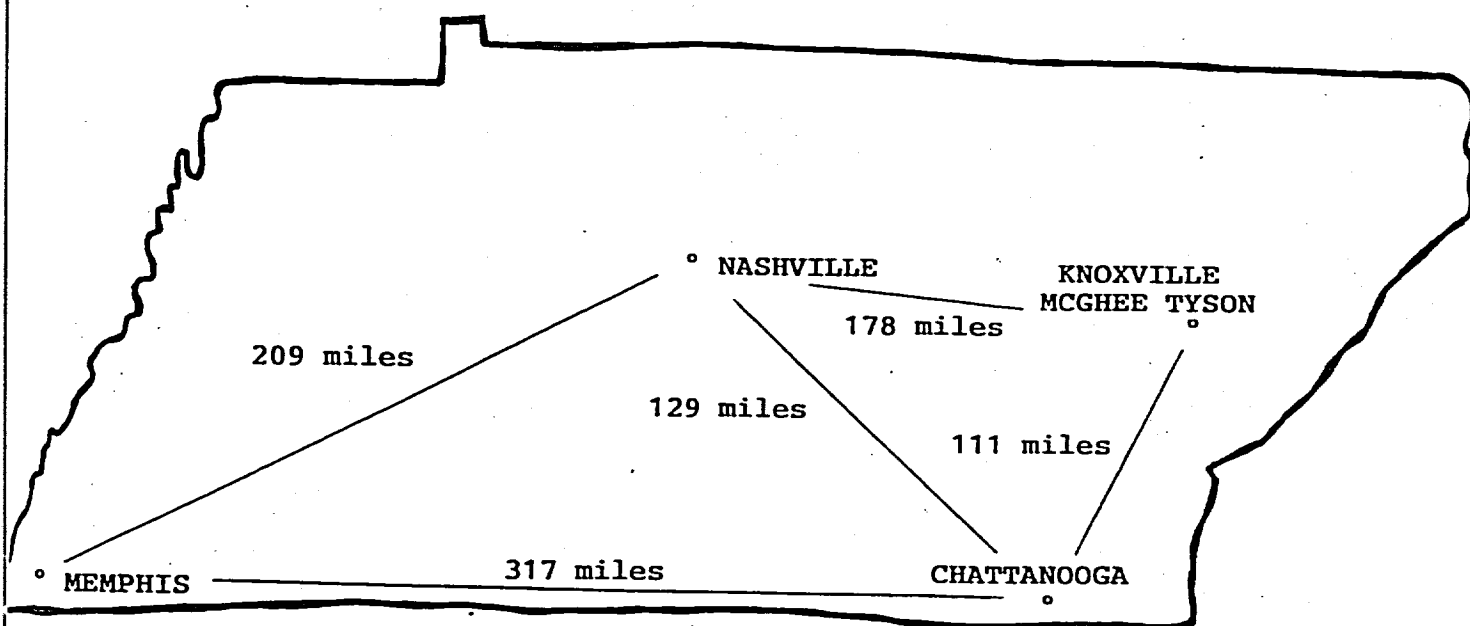 NASHVILLE
KNOXVILLE
MCGHEE TYSON
178 miles
209 miles
129 miles
111 miles
317 miles
MEMPHIS
CHATTANOOGA